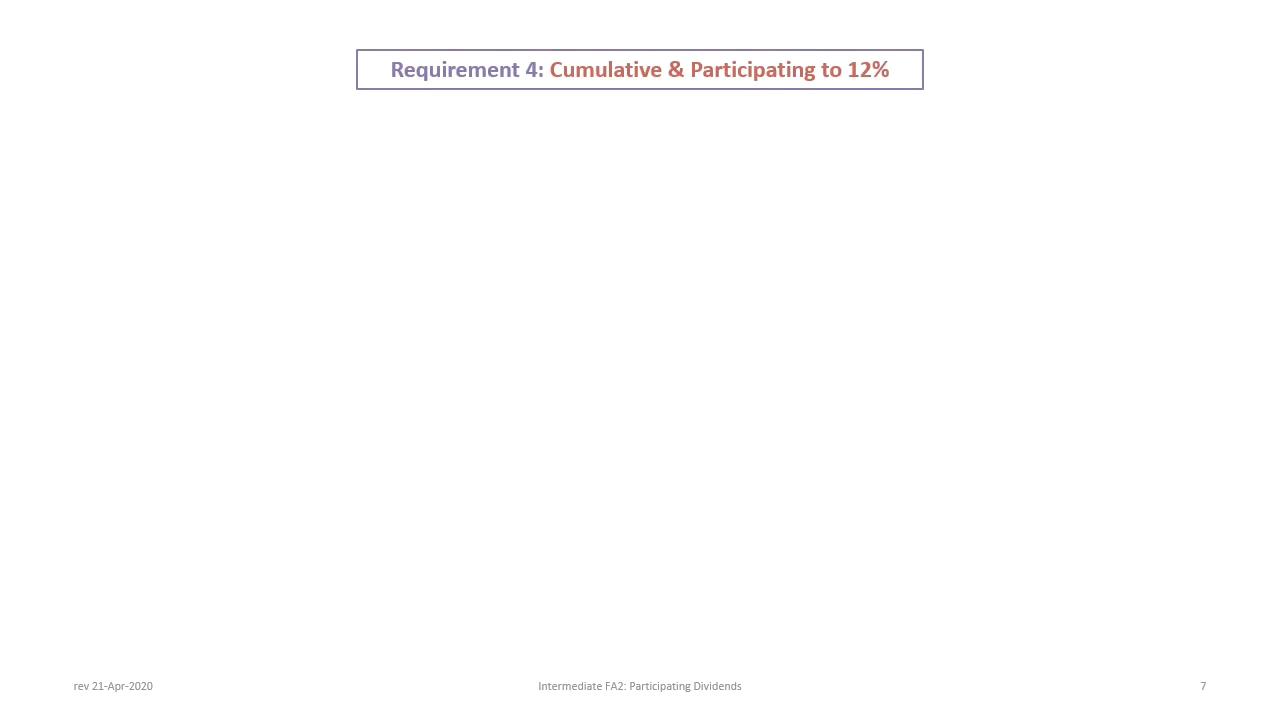 Requirement 4: Cumulative & Participating to 12%
rev 21-Apr-2020
Intermediate FA2: Participating Dividends
7